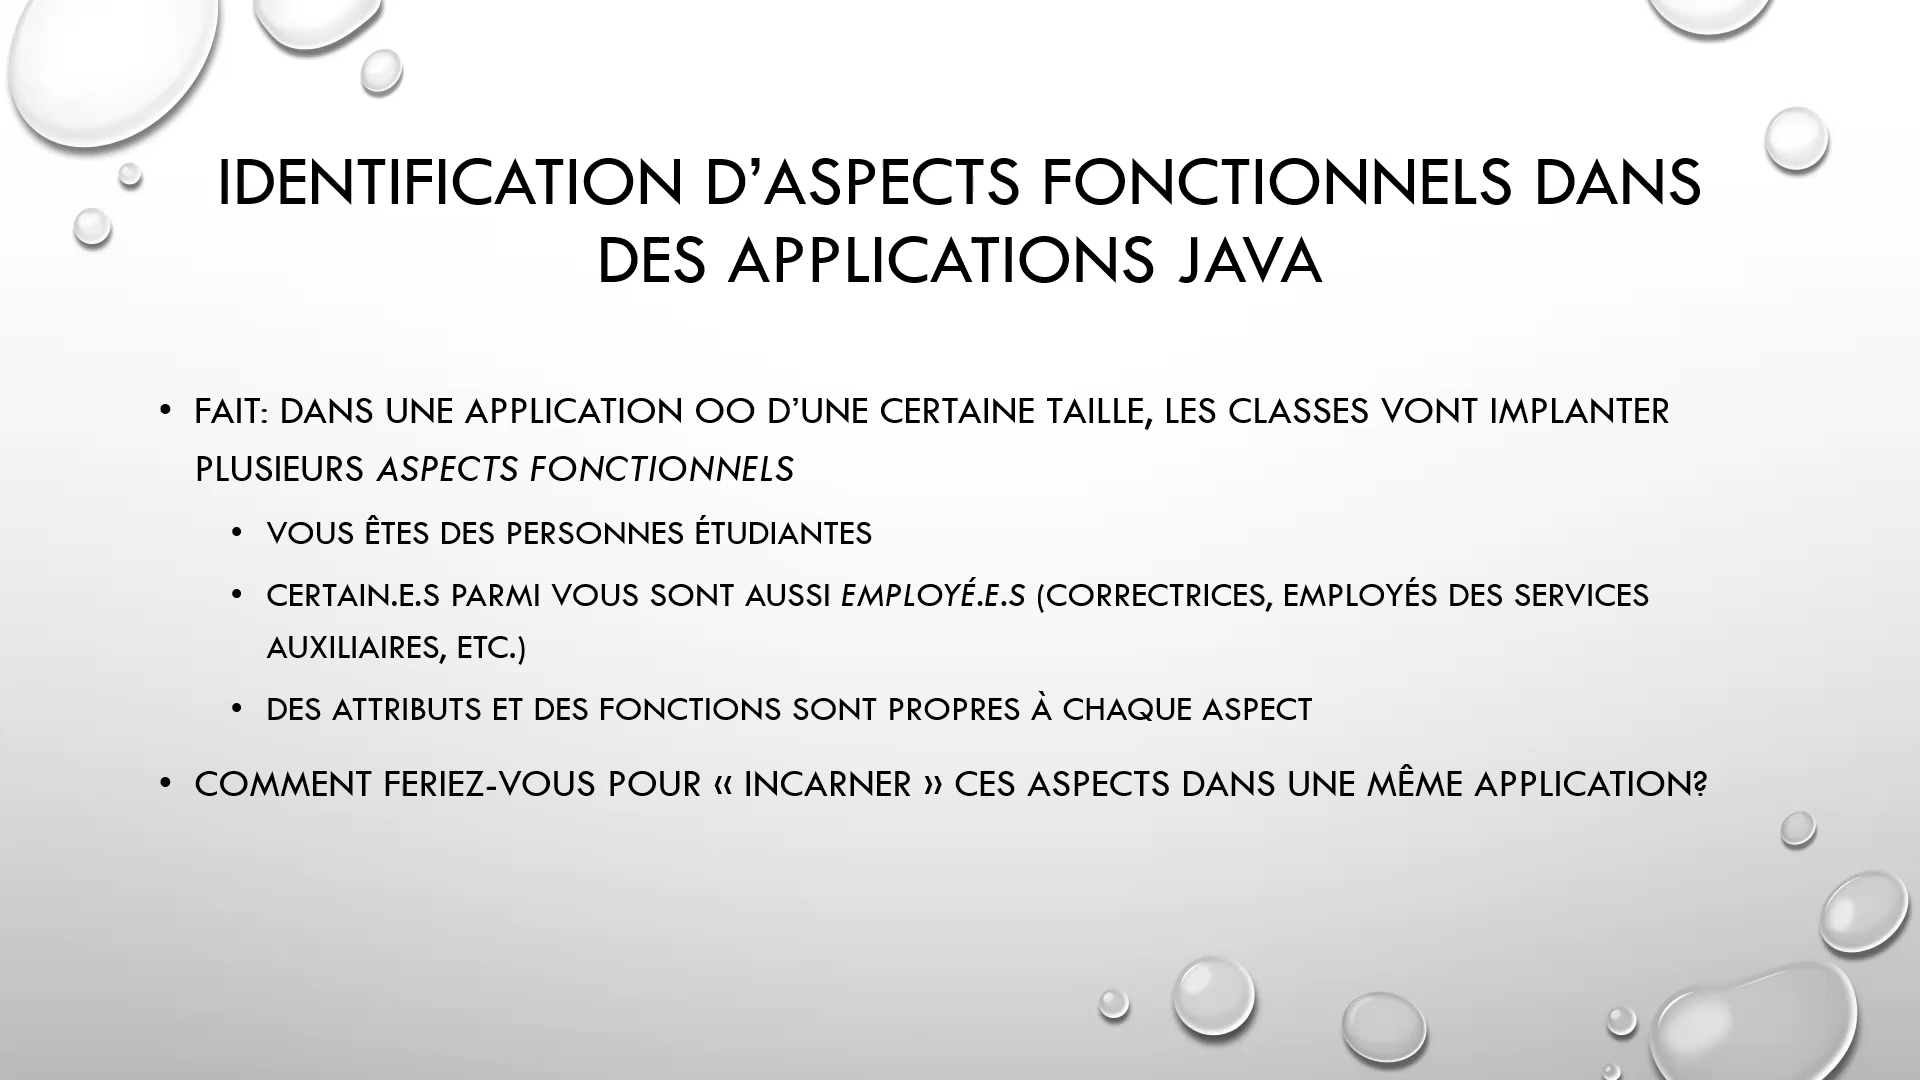 IDENTIFICATION D’ASPECTS FONCTIONNELS DANS
DES APPLICATIONS JAVA
• FAIT: DANS UNE APPLICATION OO D’UNE CERTAINE TAILLE, LES CLASSES VONT IMPLANTER
PLUSIEURS ASPECTS FONCTIONNELS
• VOUS ÊTES DES PERSONNES ÉTUDIANTES
• CERTAIN.E.S PARMI VOUS SONT AUSSI EMPLOYÉ.E.S (CORRECTRICES, EMPLOYÉS DES SERVICES
AUXILIAIRES, ETC.)
• DES ATTRIBUTS ET DES FONCTIONS SONT PROPRES À CHAQUE ASPECT
• COMMENT FERIEZ-VOUS POUR « INCARNER » CES ASPECTS DANS UNE MÊME APPLICATION?